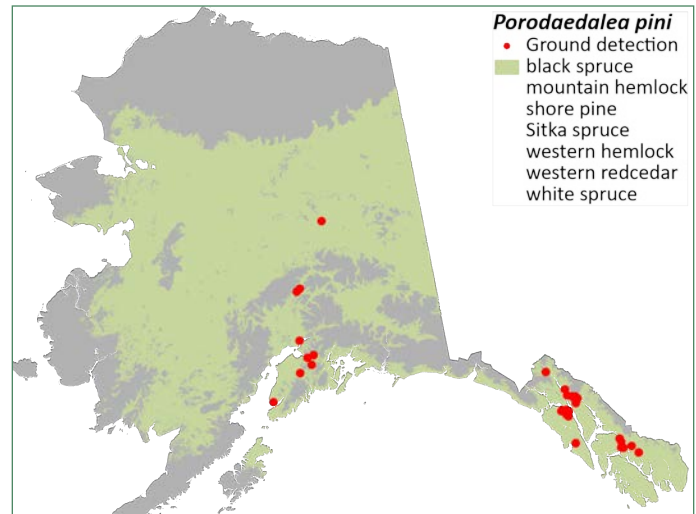 Porodaedalea pini
Ground detection
black spruce
mountain hemlock
shore pine
Sitka spruce
western hemlock
western redcedar
white spruce